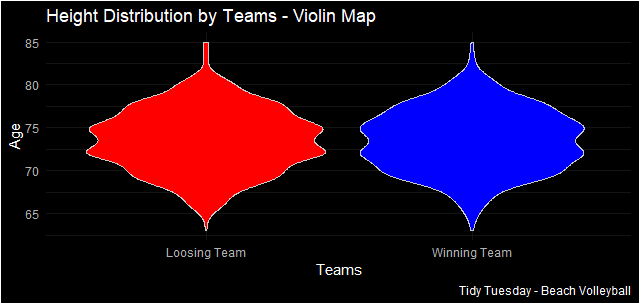 Height Distribution by Teams - Violin Map
85
80
75
70
65
Age
Loosing Team
Winning Team
Teams
Tidy Tuesday - Beach Volleyball